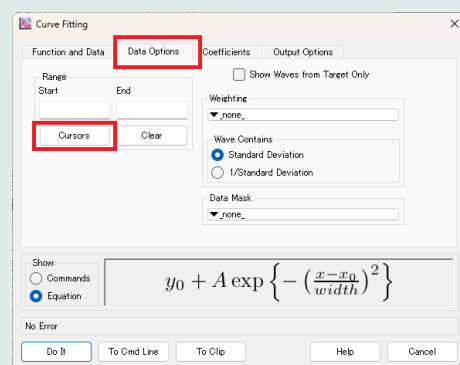 Curve Fitting
Function and Data Data Options Coefficients Output Options
Range
Start End
Cursors Clear
Show Waves from Target Only
Weighting
_none_
Wave Contains
Standard Deviation
1/Standard Deviation
Data Mask
_none_
Show:
Commands
Equation
y₀ + A exp{−((x−x₀)/width)²}
No Error
Do It To Cmd Line To Clip Help Cancel